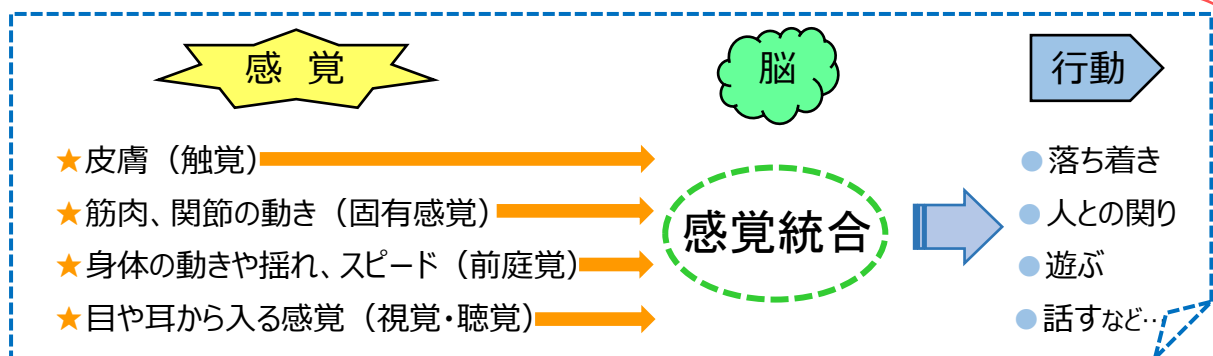 感 覚
脳
行動
★皮膚（触覚）
★筋肉、関節の動き（固有感覚）
★身体の動きや揺れ、スピード（前庭覚）
★目や耳から入る感覚（視覚・聴覚）
感覚統合
●落ち着き
●人との関り
●遊ぶ
●話すなど…